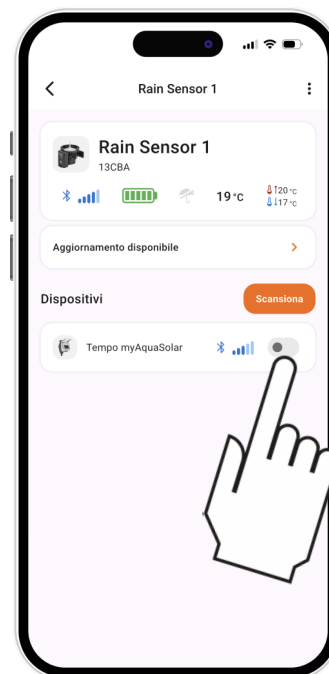 Rain Sensor 1
Rain Sensor 1
13CBA
19°C
↑20°C
↓17°C
Aggiornamento disponibile
Dispositivi
Scansiona
Tempo myAquaSolar